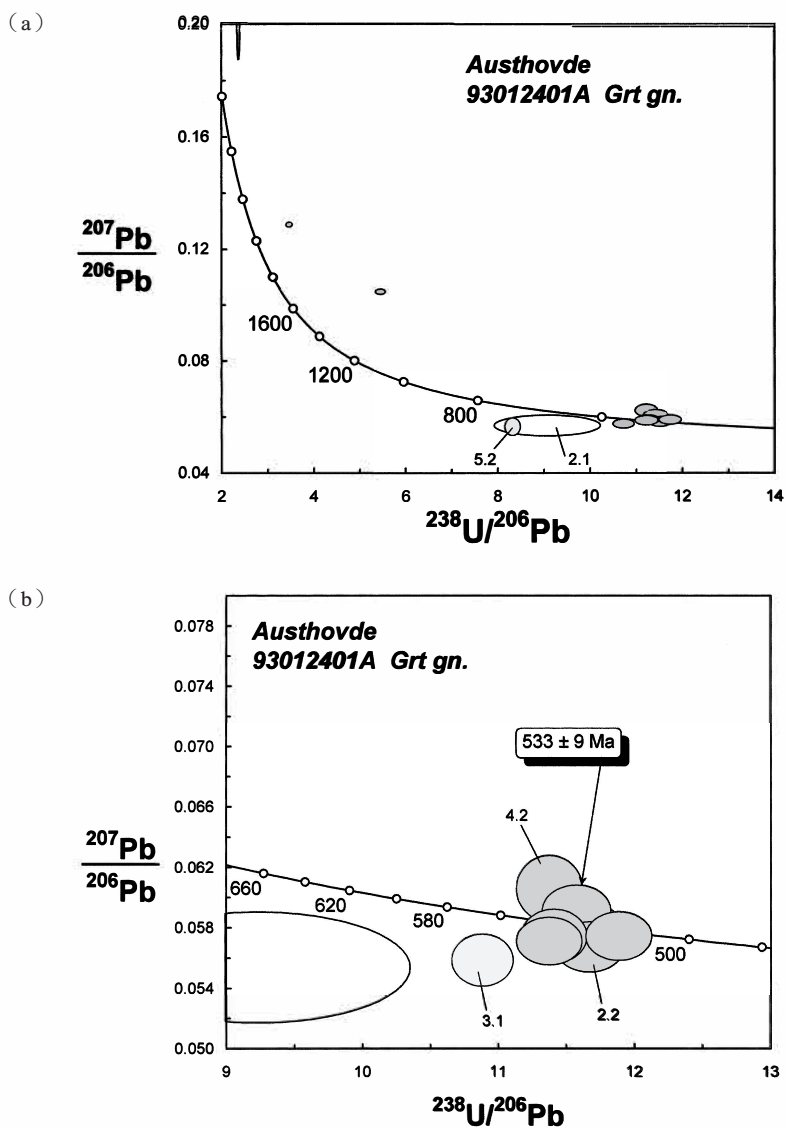 （a）
0.20
0.16
0.12
0.08
0.04
²⁰⁷Pb
²⁰⁶Pb
Austhovde
93012401A Grt gn.
1600
1200
800
5.2
2.1
2
4
6
8
10
12
14
²³⁸U/²⁰⁶Pb
（b）
0.078
0.074
0.070
0.066
0.062
0.058
0.054
0.050
²⁰⁷Pb
²⁰⁶Pb
Austhovde
93012401A Grt gn.
533 ± 9 Ma
4.2
660
620
580
500
3.1
2.2
9
10
11
12
13
²³⁸U/²⁰⁶Pb